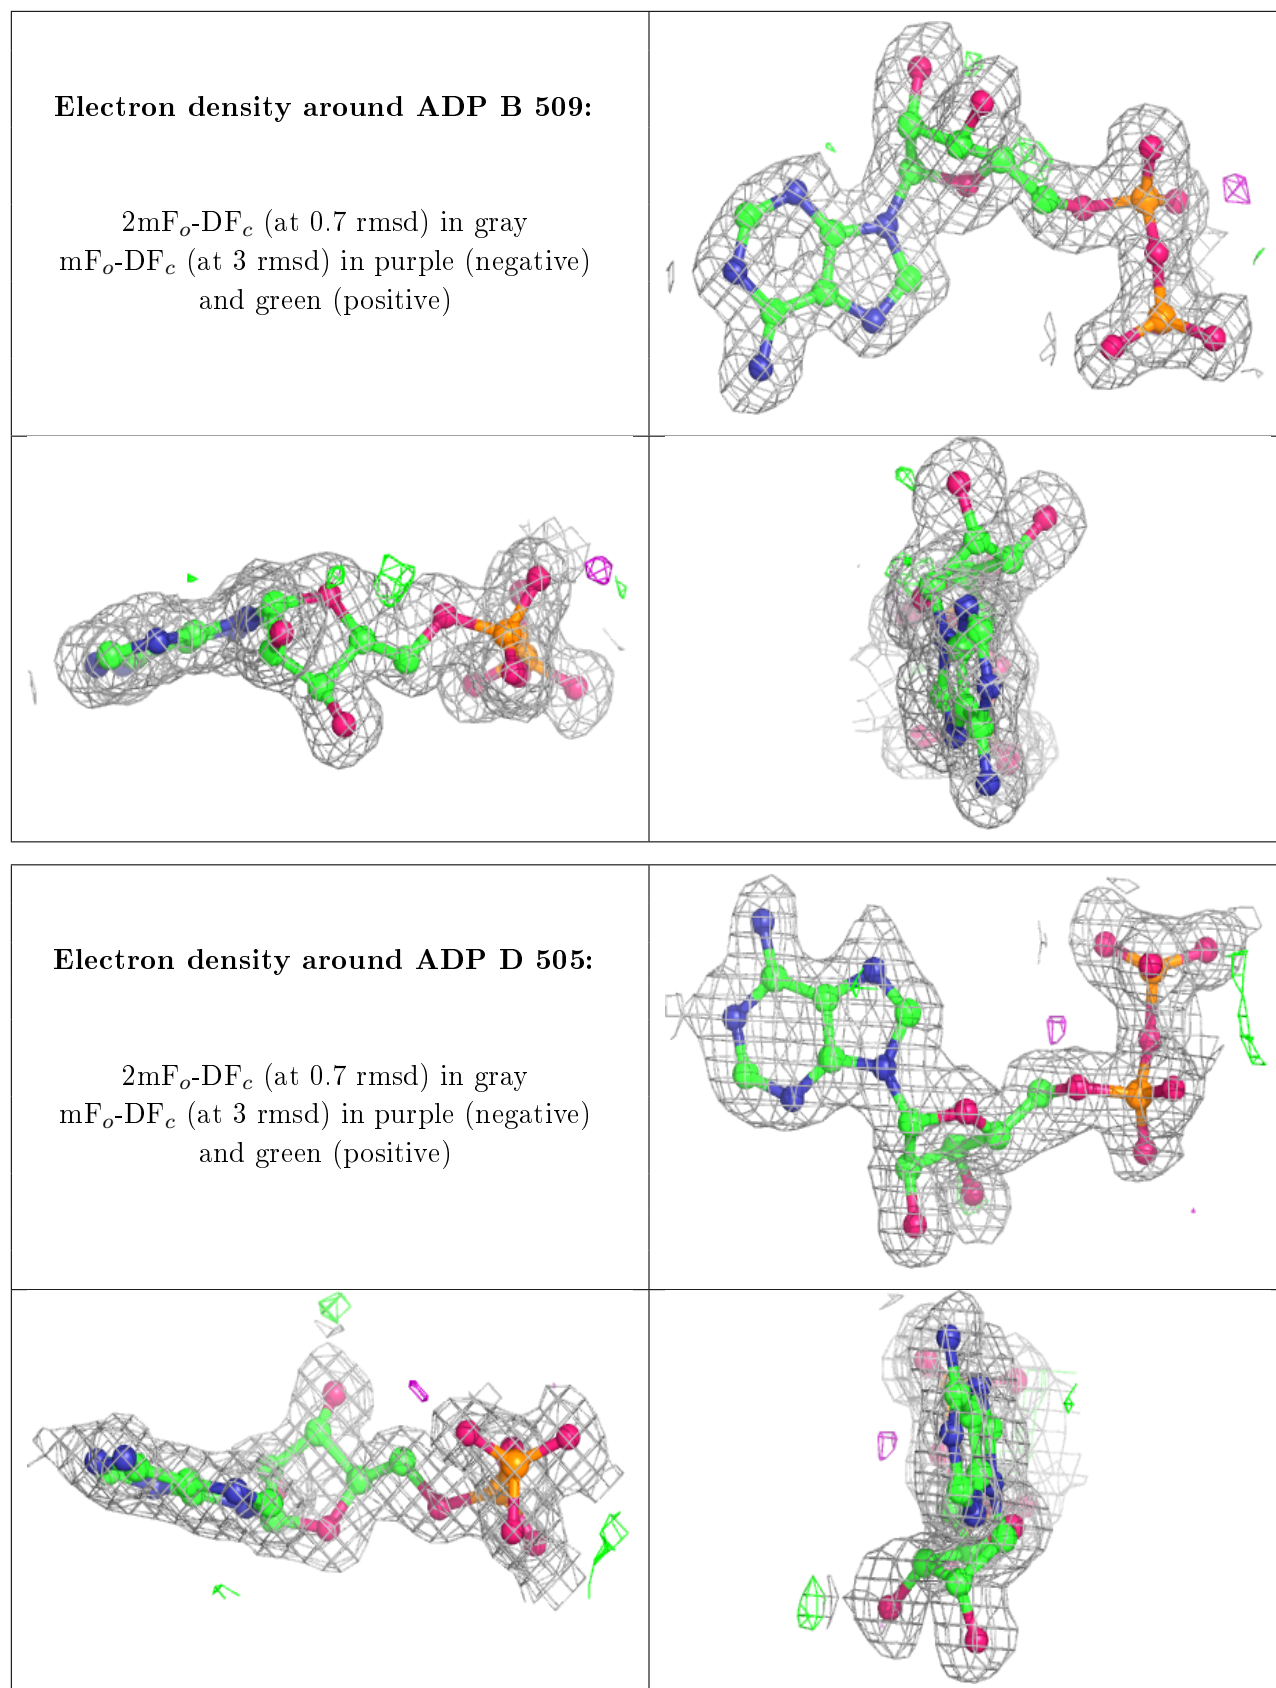 Electron density around ADP B 509:
2mFo-DFc (at 0.7 rmsd) in gray
mFo-DFc (at 3 rmsd) in purple (negative)
and green (positive)
Electron density around ADP D 505:
2mFo-DFc (at 0.7 rmsd) in gray
mFo-DFc (at 3 rmsd) in purple (negative)
and green (positive)